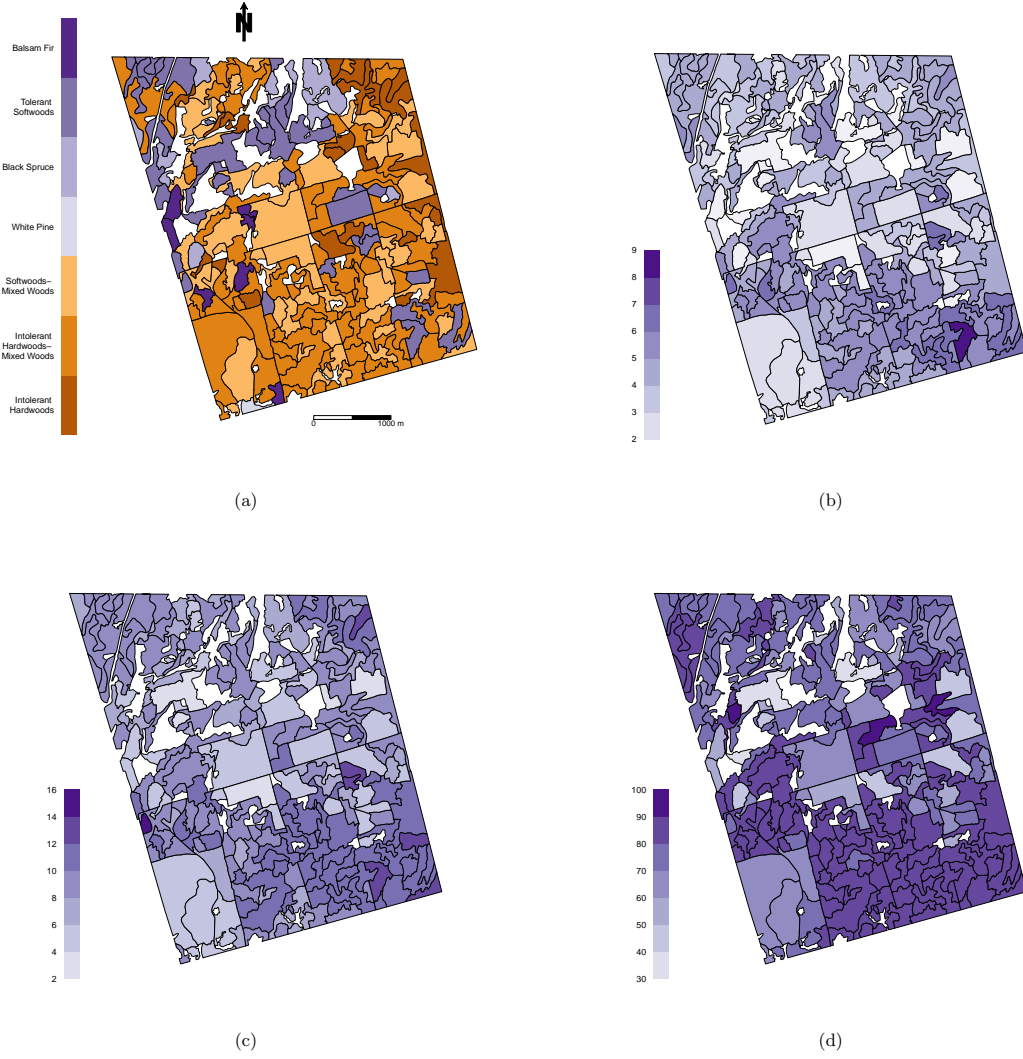 N
Balsam Fir
Tolerant
Softwoods
Black Spruce
White Pine
Softwoods−
Mixed Woods
Intolerant
Hardwoods−
Mixed Woods
Intolerant
Hardwoods
0 1000 m
(a)
9
8
7
6
5
4
3
2
(b)
16
14
12
10
8
6
4
2
(c)
100
90
80
70
60
50
40
30
(d)